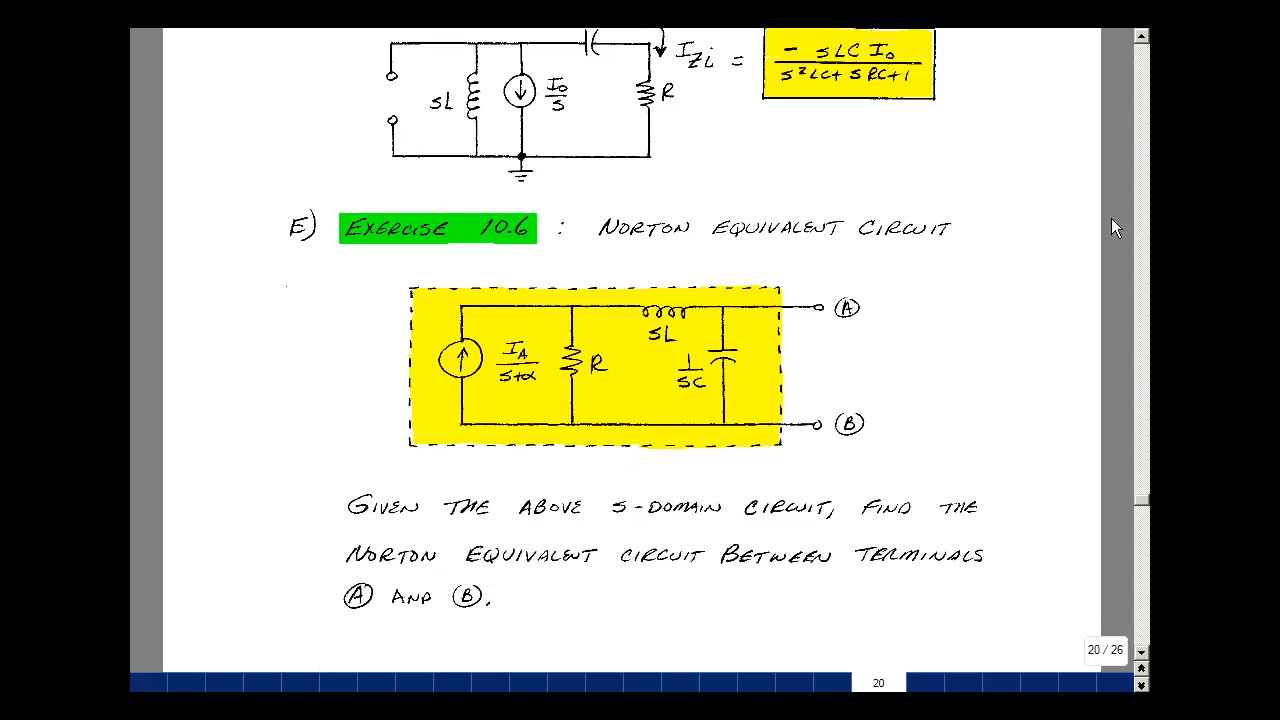 I_Zi = - sLC I_0 / s²LC + sRC + 1
sL
I_0 / s
R
E) EXERCISE 10.6 : NORTON EQUIVALENT CIRCUIT
A
sL
I_A / s+α
R
1 / sC
B
GIVEN THE ABOVE S-DOMAIN CIRCUIT, FIND THE
NORTON EQUIVALENT CIRCUIT BETWEEN TERMINALS
A AND B.
20 / 26
20